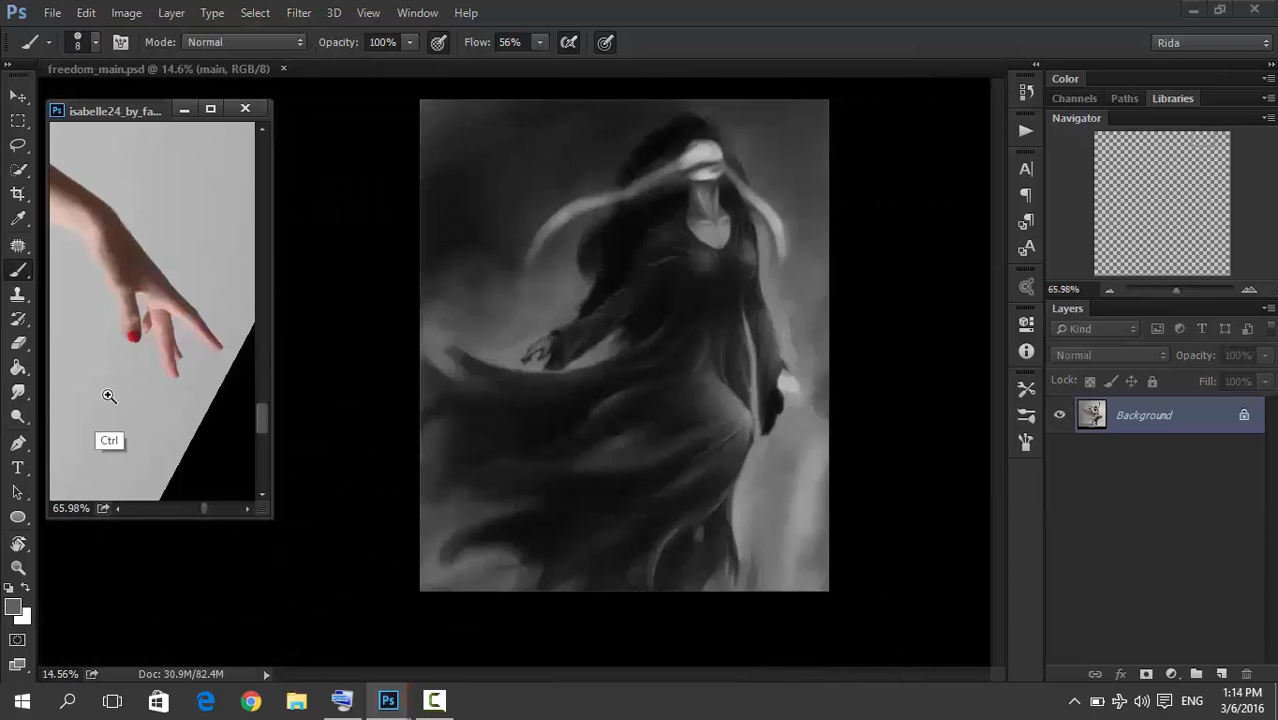 Ps File Edit Image Layer Type Select Filter 3D View Window Help
8 Mode: Normal Opacity: 100% Flow: 56% Rida
freedom_main.psd @ 14.6% (main, RGB/8) ×
Ps isabelle24_by_fa...
Ctrl
65.98%
14.56% Doc: 30.9M/82.4M
Color
Channels Paths Libraries
Navigator
65.98%
Layers
Kind
Normal Opacity: 100%
Lock: Fill: 100%
Background
ENG
1:14 PM
3/6/2016